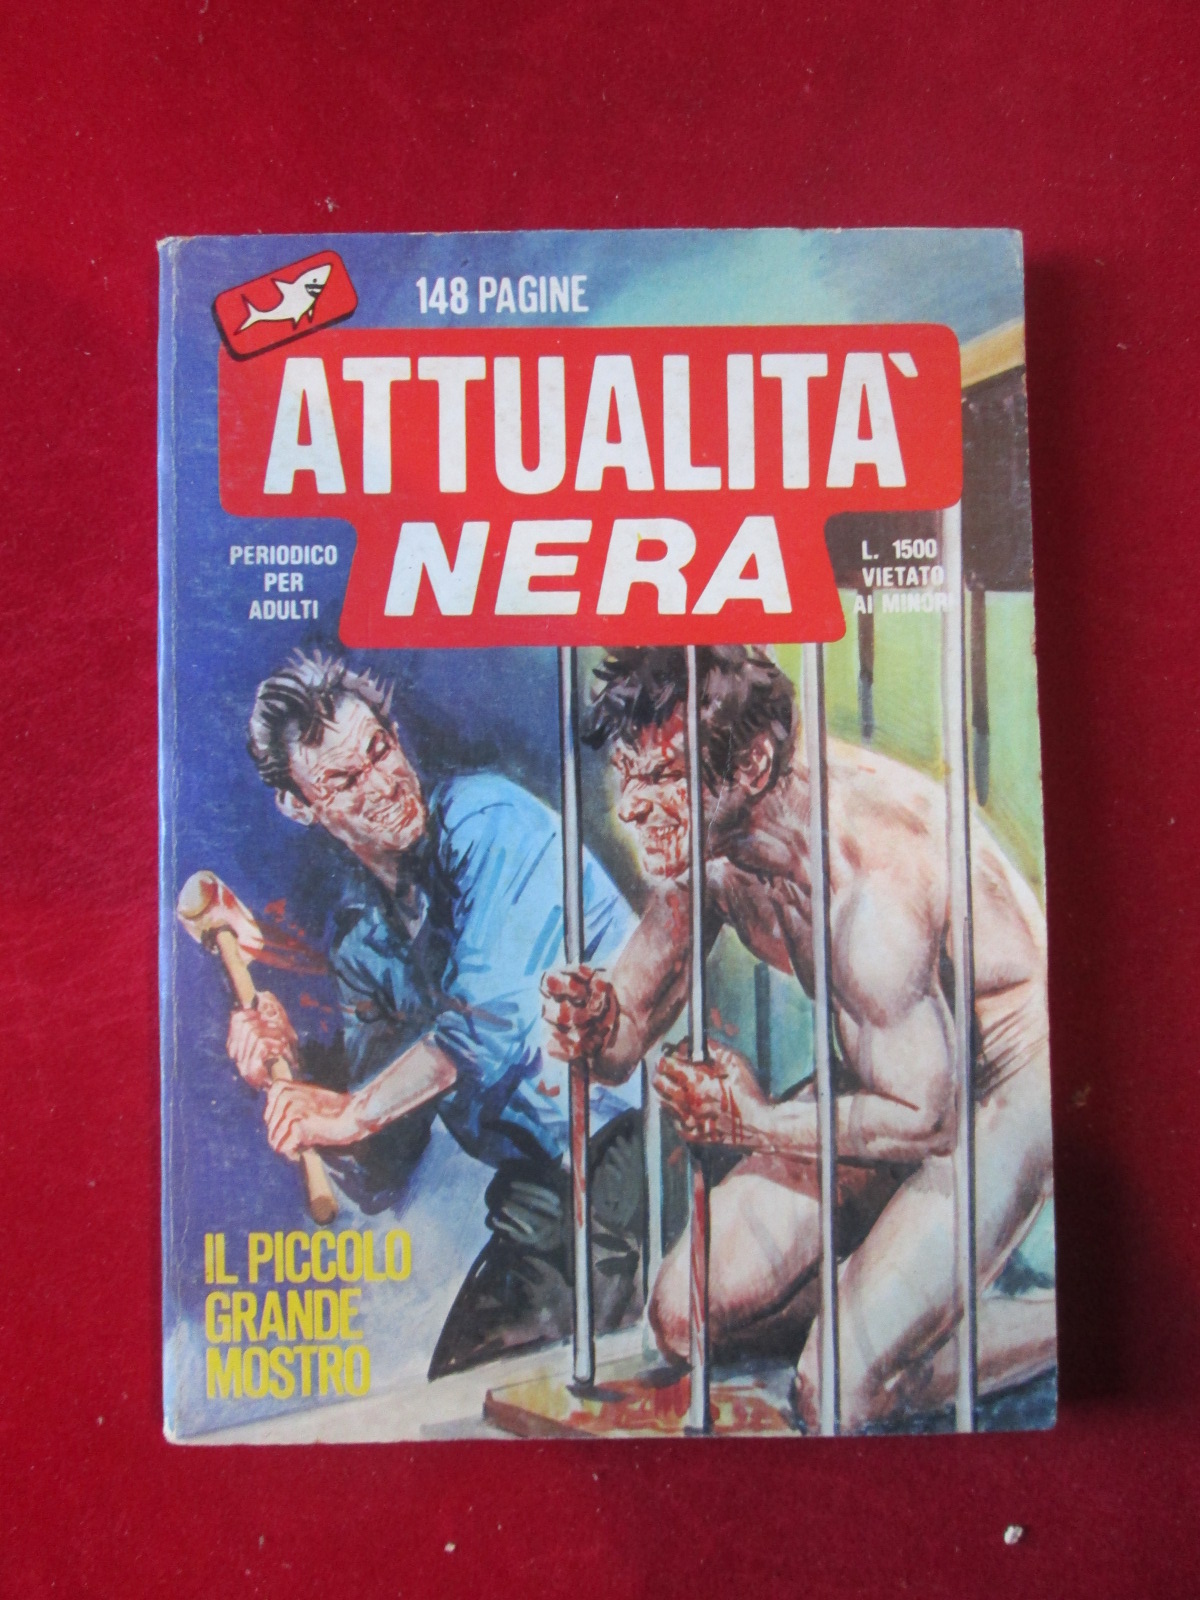 148 PAGINE
ATTUALITÀ
NERA
PERIODICO
PER
ADULTI
L. 1500
VIETATO
AI MINORI
IL PICCOLO
GRANDE
MOSTRO